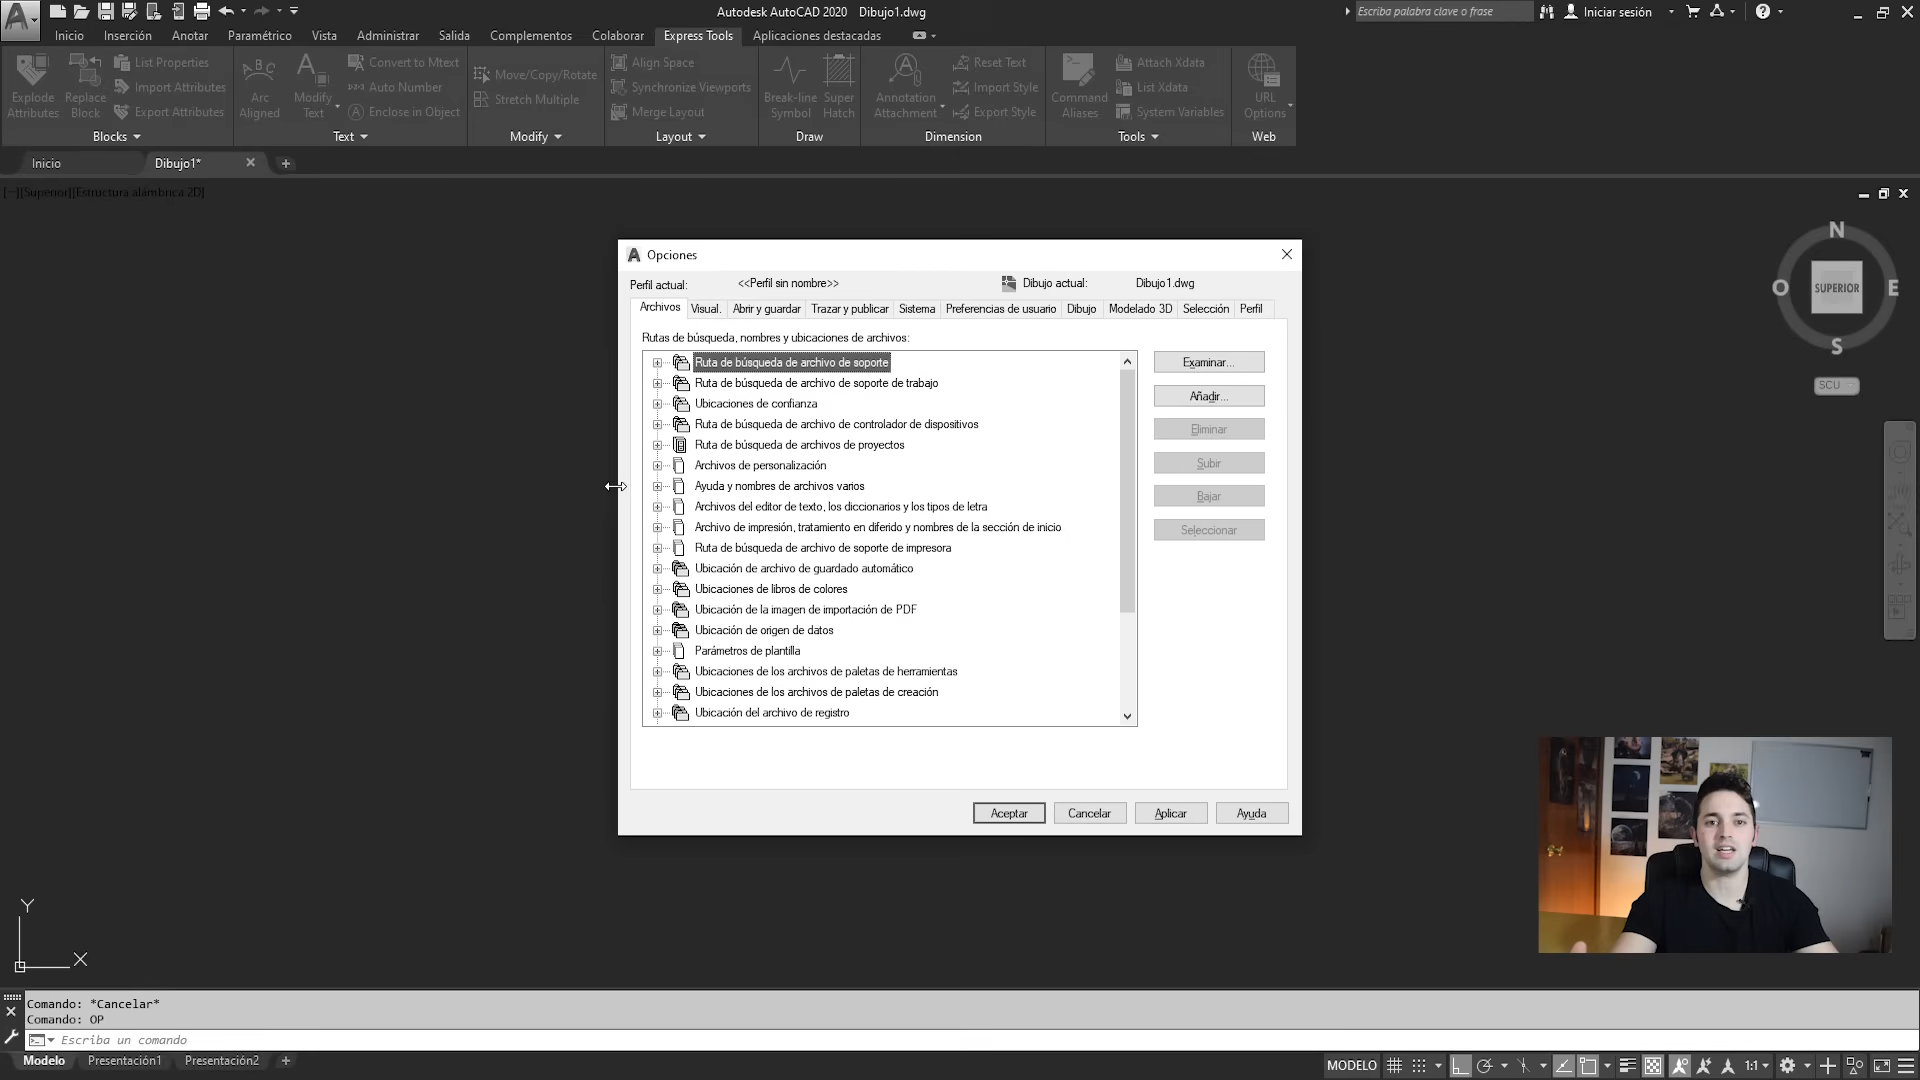 Autodesk AutoCAD 2020 Dibujo1.dwg
Escriba palabra clave o frase
Iniciar sesión
Inicio Inserción Anotar Paramétrico Vista Administrar Salida Complementos Colaborar Express Tools Aplicaciones destacadas
Explode Attributes
Replace Block
List Properties
Import Attributes
Export Attributes
Arc Aligned
Modify Text
Convert to Mtext
Auto Number
Enclose in Object
Move/Copy/Rotate
Stretch Multiple
Align Space
Synchronize Viewports
Merge Layout
Break-line Symbol
Super Hatch
Annotation Attachment
Reset Text
Import Style
Export Style
Command Aliases
Attach Xdata
List Xdata
System Variables
URL Options
Blocks Text Modify Layout Draw Dimension Tools Web
Inicio Dibujo1*
[−][Superior][Estructura alámbrica 2D]
N
O SUPERIOR E
S
SCU
Opciones
Perfil actual: <<Perfil sin nombre>> Dibujo actual: Dibujo1.dwg
Archivos Visual. Abrir y guardar Trazar y publicar Sistema Preferencias de usuario Dibujo Modelado 3D Selección Perfil
Rutas de búsqueda, nombres y ubicaciones de archivos:
Ruta de búsqueda de archivo de soporte
Ruta de búsqueda de archivo de soporte de trabajo
Ubicaciones de confianza
Ruta de búsqueda de archivo de controlador de dispositivos
Ruta de búsqueda de archivos de proyectos
Archivos de personalización
Ayuda y nombres de archivos varios
Archivos del editor de texto, los diccionarios y los tipos de letra
Archivo de impresión, tratamiento en diferido y nombres de la sección de inicio
Ruta de búsqueda de archivo de soporte de impresora
Ubicación de archivo de guardado automático
Ubicaciones de libros de colores
Ubicación de la imagen de importación de PDF
Ubicación de origen de datos
Parámetros de plantilla
Ubicaciones de los archivos de paletas de herramientas
Ubicaciones de los archivos de paletas de creación
Ubicación del archivo de registro
Examinar...
Añadir...
Eliminar
Subir
Bajar
Seleccionar
Aceptar Cancelar Aplicar Ayuda
Y
X
Comando: *Cancelar*
Comando: OP
Escriba un comando
Modelo Presentación1 Presentación2
MODELO 1:1